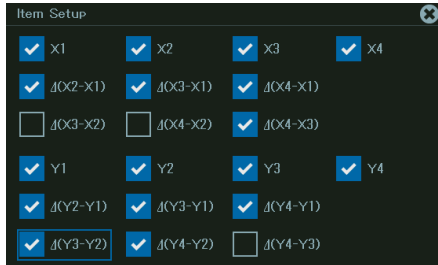 Item Setup
X1 X2 X3 X4
Δ(X2-X1) Δ(X3-X1) Δ(X4-X1)
Δ(X3-X2) Δ(X4-X2) Δ(X4-X3)
Y1 Y2 Y3 Y4
Δ(Y2-Y1) Δ(Y3-Y1) Δ(Y4-Y1)
Δ(Y3-Y2) Δ(Y4-Y2) Δ(Y4-Y3)